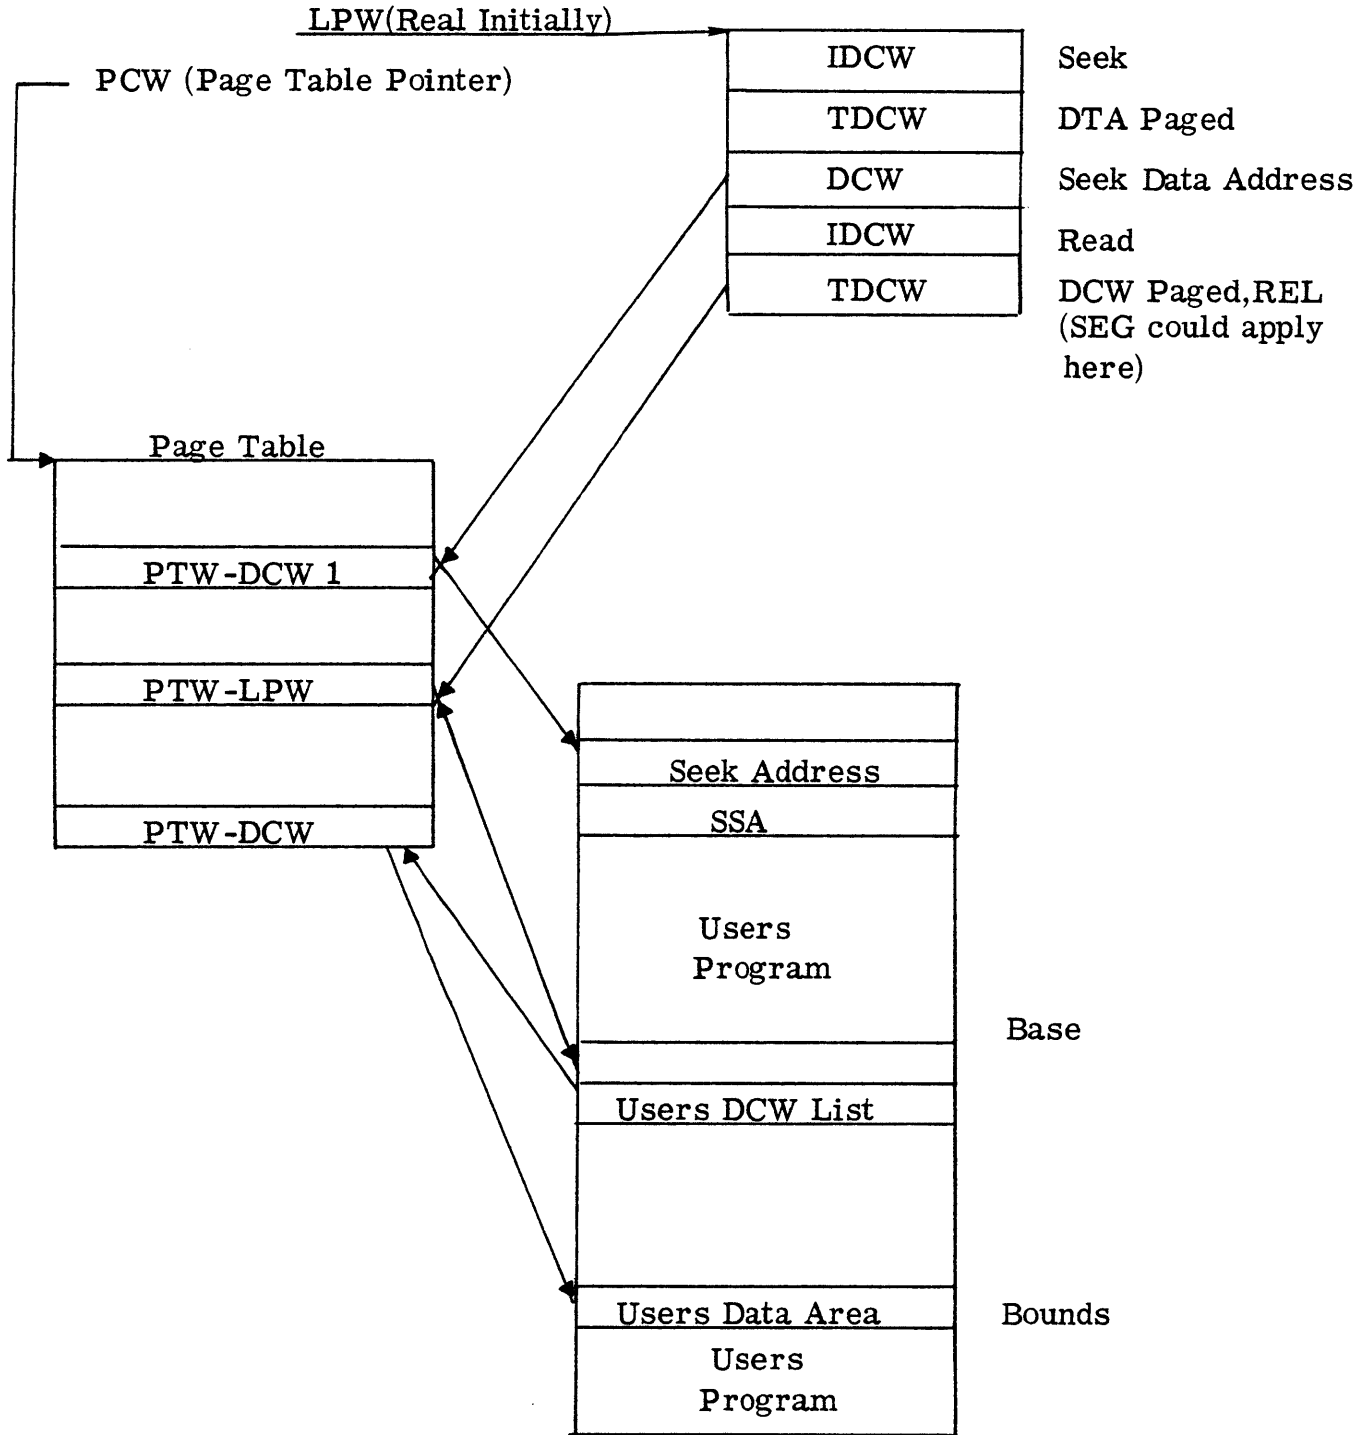 LPW(Real Initially)
PCW (Page Table Pointer)
IDCW Seek
TDCW DTA Paged
DCW Seek Data Address
IDCW Read
TDCW DCW Paged,REL
(SEG could apply
here)
Page Table
PTW-DCW 1
PTW-LPW
PTW-DCW
Seek Address
SSA
Users
Program
Base
Users DCW List
Users Data Area Bounds
Users
Program